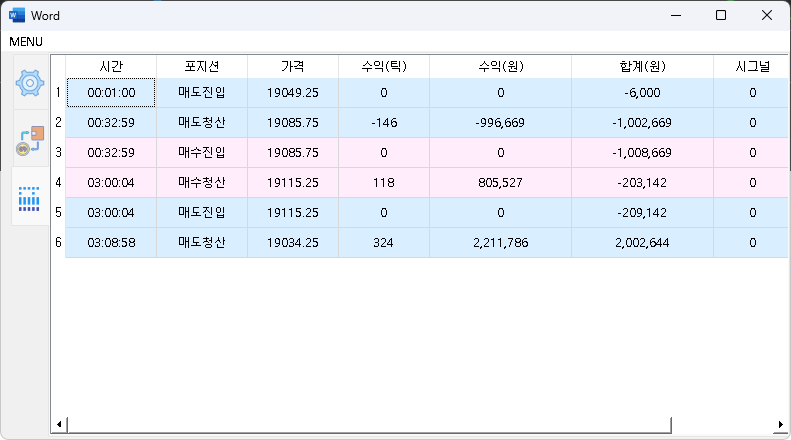 Word
MENU
시간 포지션 가격 수익(틱) 수익(원) 합계(원) 시그널
1 00:01:00 매도진입 19049.25 0 0 -6,000 0
2 00:32:59 매도청산 19085.75 -146 -996,669 -1,002,669 0
3 00:32:59 매수진입 19085.75 0 0 -1,008,669 0
4 03:00:04 매수청산 19115.25 118 805,527 -203,142 0
5 03:00:04 매도진입 19115.25 0 0 -209,142 0
6 03:08:58 매도청산 19034.25 324 2,211,786 2,002,644 0